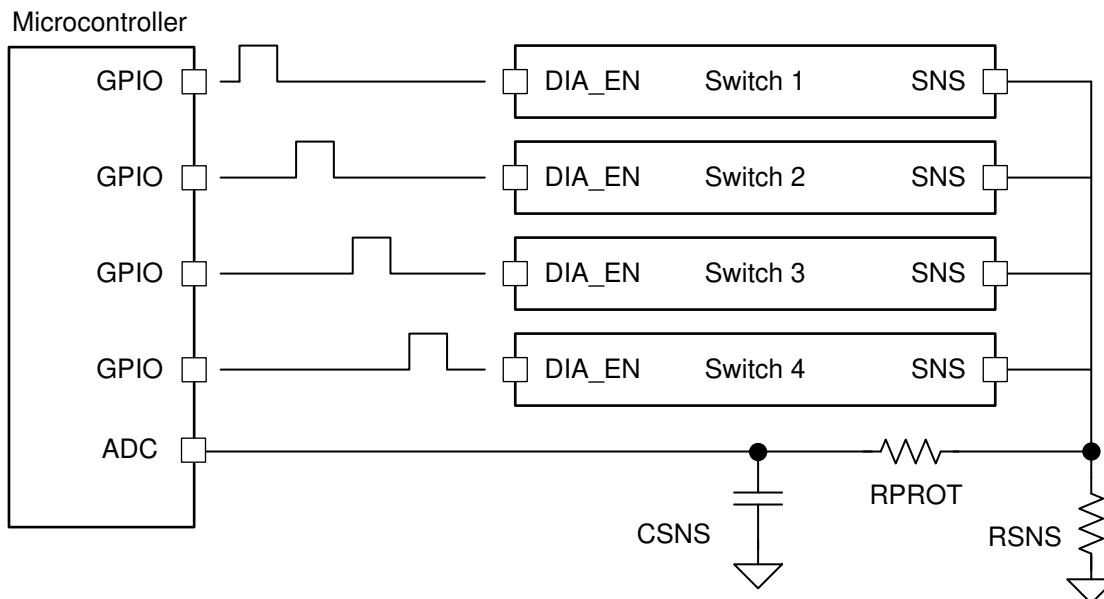 Microcontroller
GPIO DIA_EN Switch 1 SNS
GPIO DIA_EN Switch 2 SNS
GPIO DIA_EN Switch 3 SNS
GPIO DIA_EN Switch 4 SNS
ADC
RPROT
CSNS RSNS